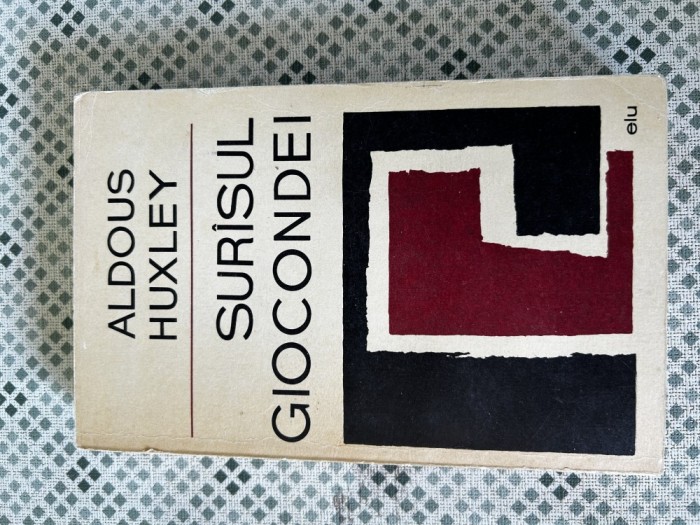 ALDOUS
HUXLEY
SURÎSUL
GIOCONDEI
elu